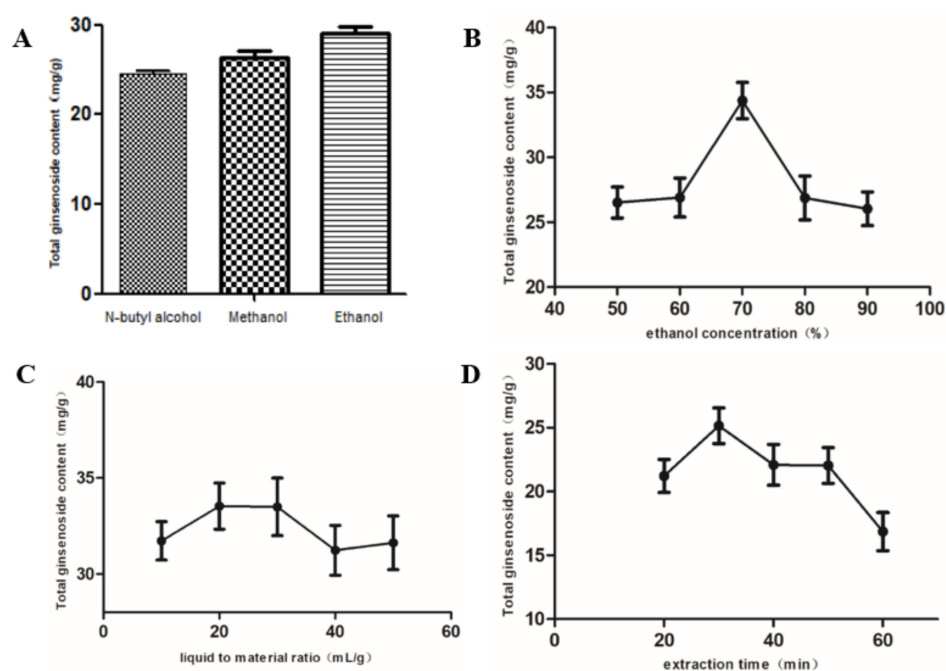 A
Total ginsenoside content (mg/g)
30
20
10
0
N-butyl alcohol Methanol Ethanol
B
Total ginsenoside content (mg/g)
40
35
30
25
20
40 50 60 70 80 90 100
ethanol concentration (%)
C
Total ginsenoside content (mg/g)
40
35
30
0 20 40 60
liquid to material ratio (mL/g)
D
Total ginsenoside content (mg/g)
30
25
20
15
10
0 20 40 60
extraction time (min)